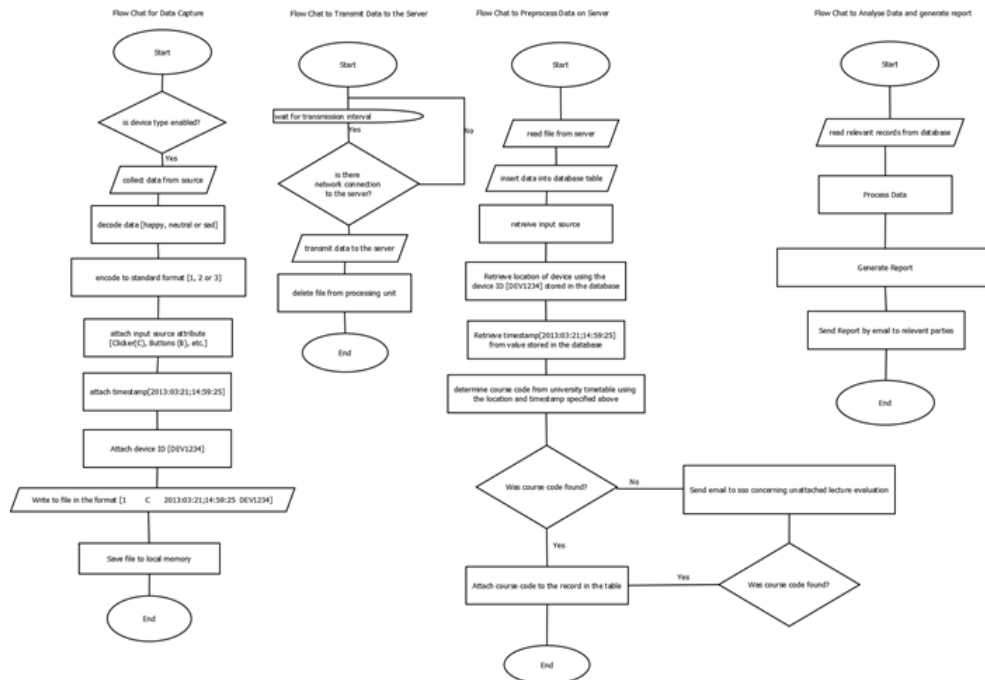 Flow Chat for Data Capture
Start
is device type enabled?
Yes
collect data from source
decode data [happy, neutral or sad]
encode to standard format [1, 2 or 3]
attach input source attribute
[Clicker(C), Buttons (B), etc.]
attach timestamp[2013:03:21;14:59:25]
Attach device ID [DEV1234]
Write to file in the format [1 C 2013:03:21;14:59:25 DEV1234]
Save file to local memory
End
Flow Chat to Transmit Data to the Server
Start
wait for transmission interval
No
Yes
is there
network connection
to the server?
transmit data to the server
delete file from processing unit
End
Flow Chat to Preprocess Data on Server
Start
read file from server
insert data into database table
retreive input source
Retrieve location of device using the
device ID [DEV1234] stored in the database
Retrieve timestamp[2013:03:21;14:59:25]
from value stored in the database
determine course code from university timetable using
the location and timestamp specified above
Was course code found?
No
Send email to sso concerning unattached lecture evaluation
Yes
Attach course code to the record in the table
Yes
Was course code found?
End
Flow Chat to Analyse Data and generate report
Start
read relevant records from database
Process Data
Generate Report
Send Report by email to relevant parties
End